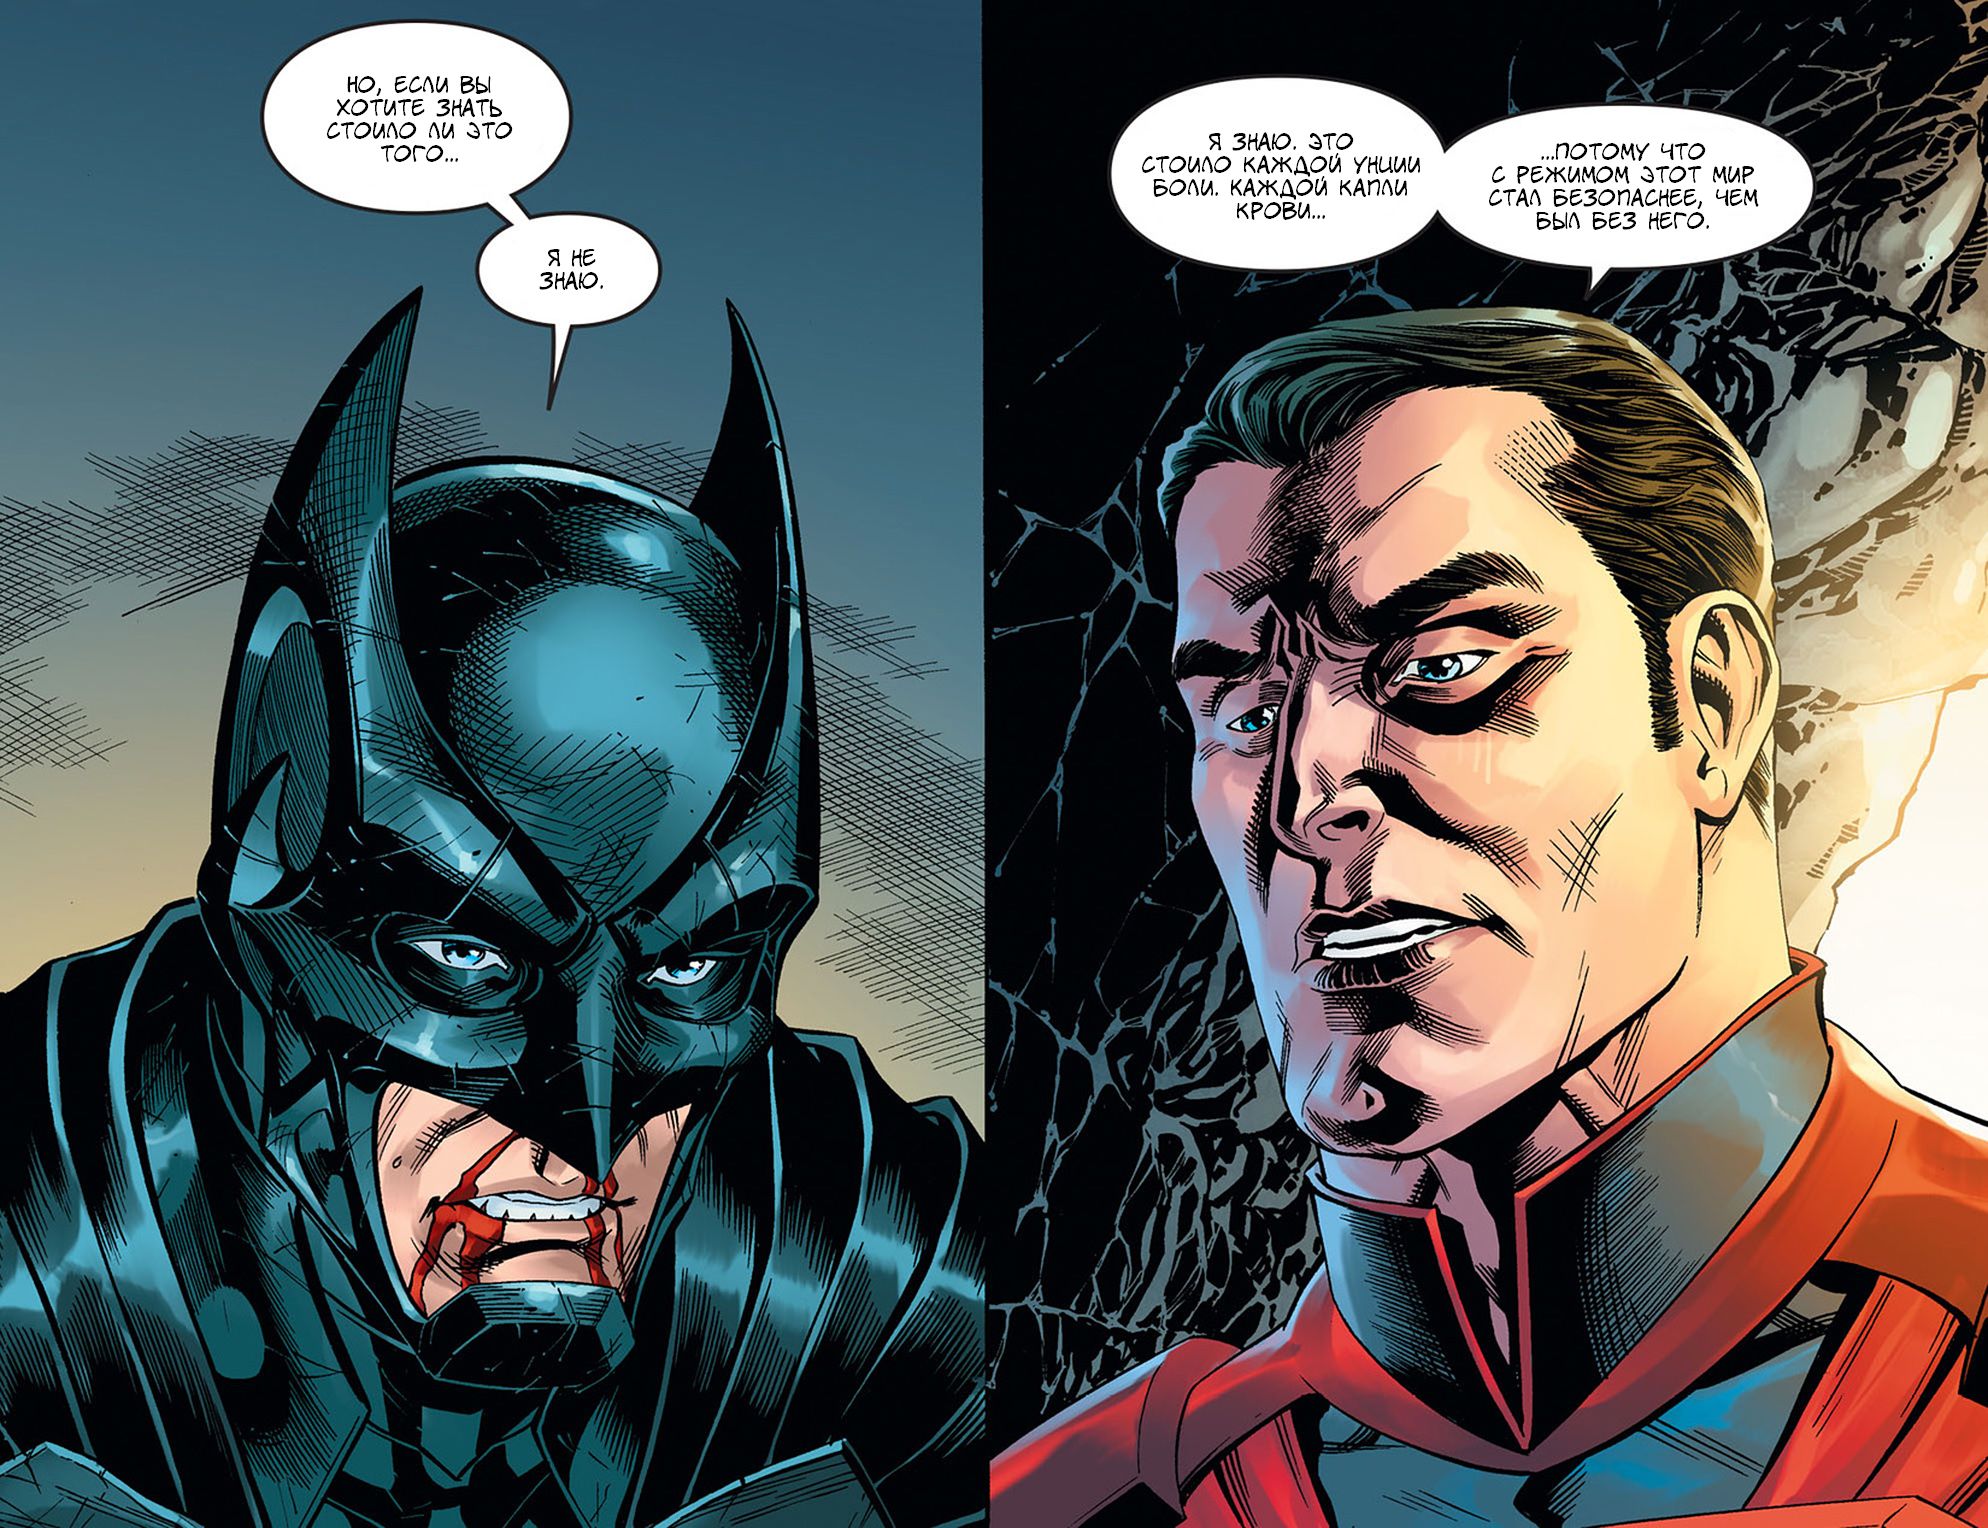 НО, ЕСЛИ ВЫ
ХОТИТЕ ЗНАТЬ
СТОИЛО ЛИ ЭТО
ТОГО...
Я НЕ
ЗНАЮ.
Я ЗНАЮ. ЭТО
СТОИЛО КАЖДОЙ УНЦИИ
БОЛИ. КАЖДОЙ КАПЛИ
КРОВИ...
...ПОТОМУ ЧТО
С РЕЖИМОМ ЭТОТ МИР
СТАЛ БЕЗОПАСНЕЕ, ЧЕМ
БЫЛ БЕЗ НЕГО.